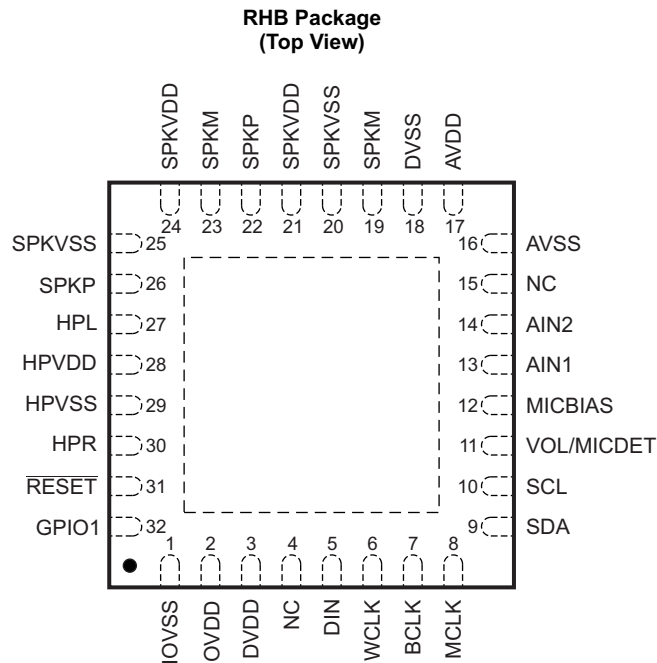 RHB Package
(Top View)
SPKVDD
SPKM
SPKP
SPKVDD
SPKVSS
SPKM
DVSS
AVDD
24 23 22 21 20 19 18 17
SPKVSS 25
SPKP 26
HPL 27
HPVDD 28
HPVSS 29
HPR 30
RESET 31
GPIO1 32
16 AVSS
15 NC
14 AIN2
13 AIN1
12 MICBIAS
11 VOL/MICDET
10 SCL
9 SDA
1 2 3 4 5 6 7 8
IOVSS
OVDD
DVDD
NC
DIN
WCLK
BCLK
MCLK